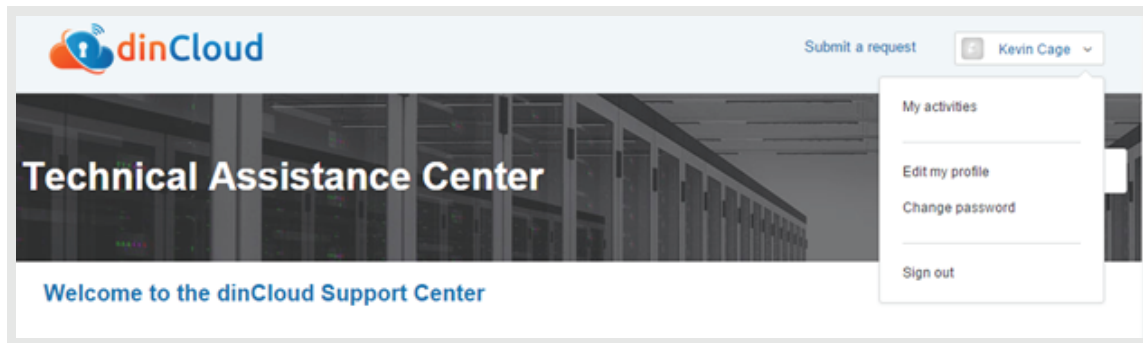 dinCloud
Submit a request
Kevin Cage
My activities
Edit my profile
Change password
Sign out
Technical Assistance Center
Welcome to the dinCloud Support Center